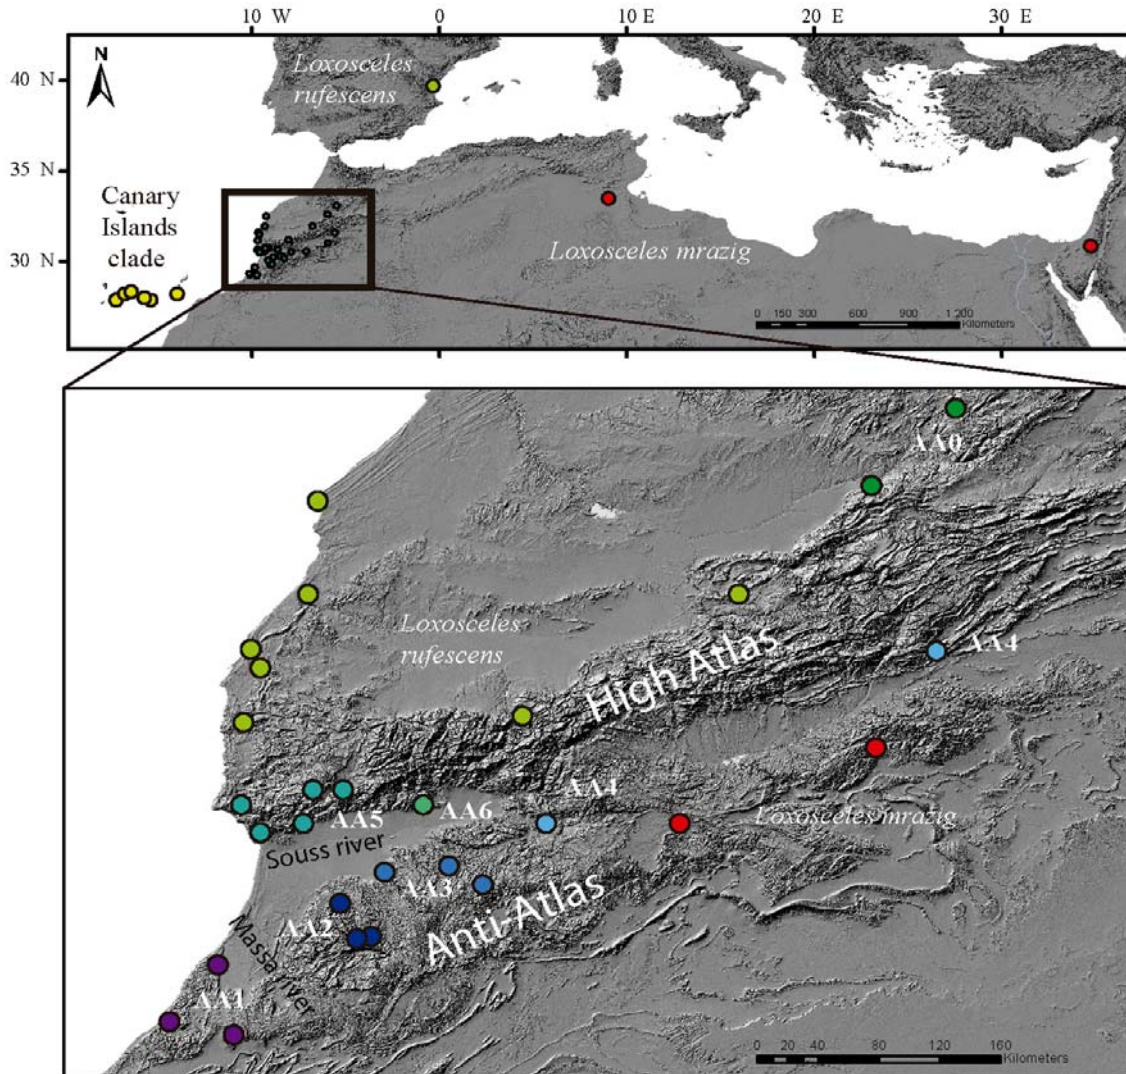 10 W 0 10 E 20 E 30 E
N
40 N
35 N
30 N
Loxosceles
rufescens
Canary
Islands
clade
Loxosceles mrazig
0 150 300 600 900 1 200
Kilometers
AA0
Loxosceles
rufescens
High Atlas
AA4
AA4
AA6
AA5
Loxosceles mrazig
Souss river
AA3
Anti-Atlas
AA2
Massa river
AA1
0 20 40 80 120 160
Kilometers